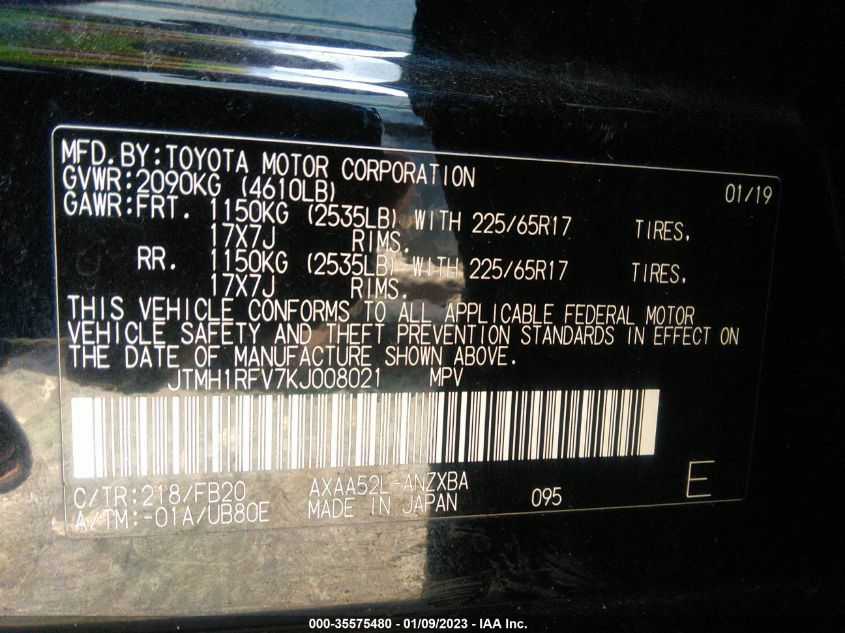 MFD.BY:TOYOTA MOTOR CORPORATION 01/19
GVWR:2090KG (4610LB)
GAWR:FRT. 1150KG (2535LB) WITH 225/65R17 TIRES,
17X7J RIMS.
RR. 1150KG (2535LB) WITH 225/65R17 TIRES,
17X7J RIMS.
THIS VEHICLE CONFORMS TO ALL APPLICABLE FEDERAL MOTOR
VEHICLE SAFETY AND THEFT PREVENTION STANDARDS IN EFFECT ON
THE DATE OF MANUFACTURE SHOWN ABOVE.
JTMH1RFV7KJ008021 MPV
C/TR:218/FB20 AXAA52L-ANZXBA 095 E
A/TM:-01A/UB80E MADE IN JAPAN
000-35575480 - 01/09/2023 - IAA Inc.